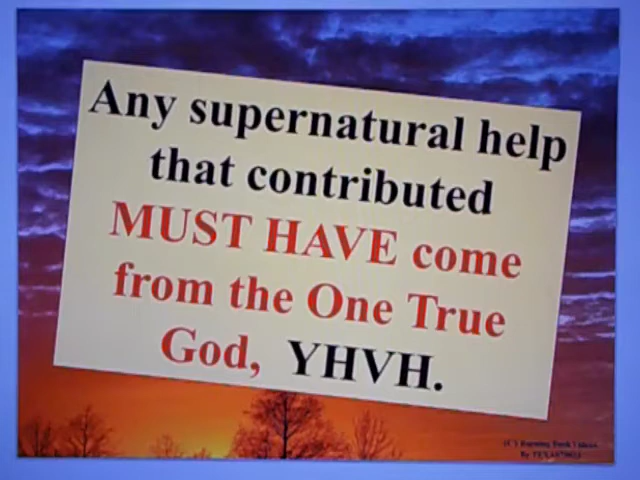 Any supernatural help
that contributed
MUST HAVE come
from the One True
God, YHVH.